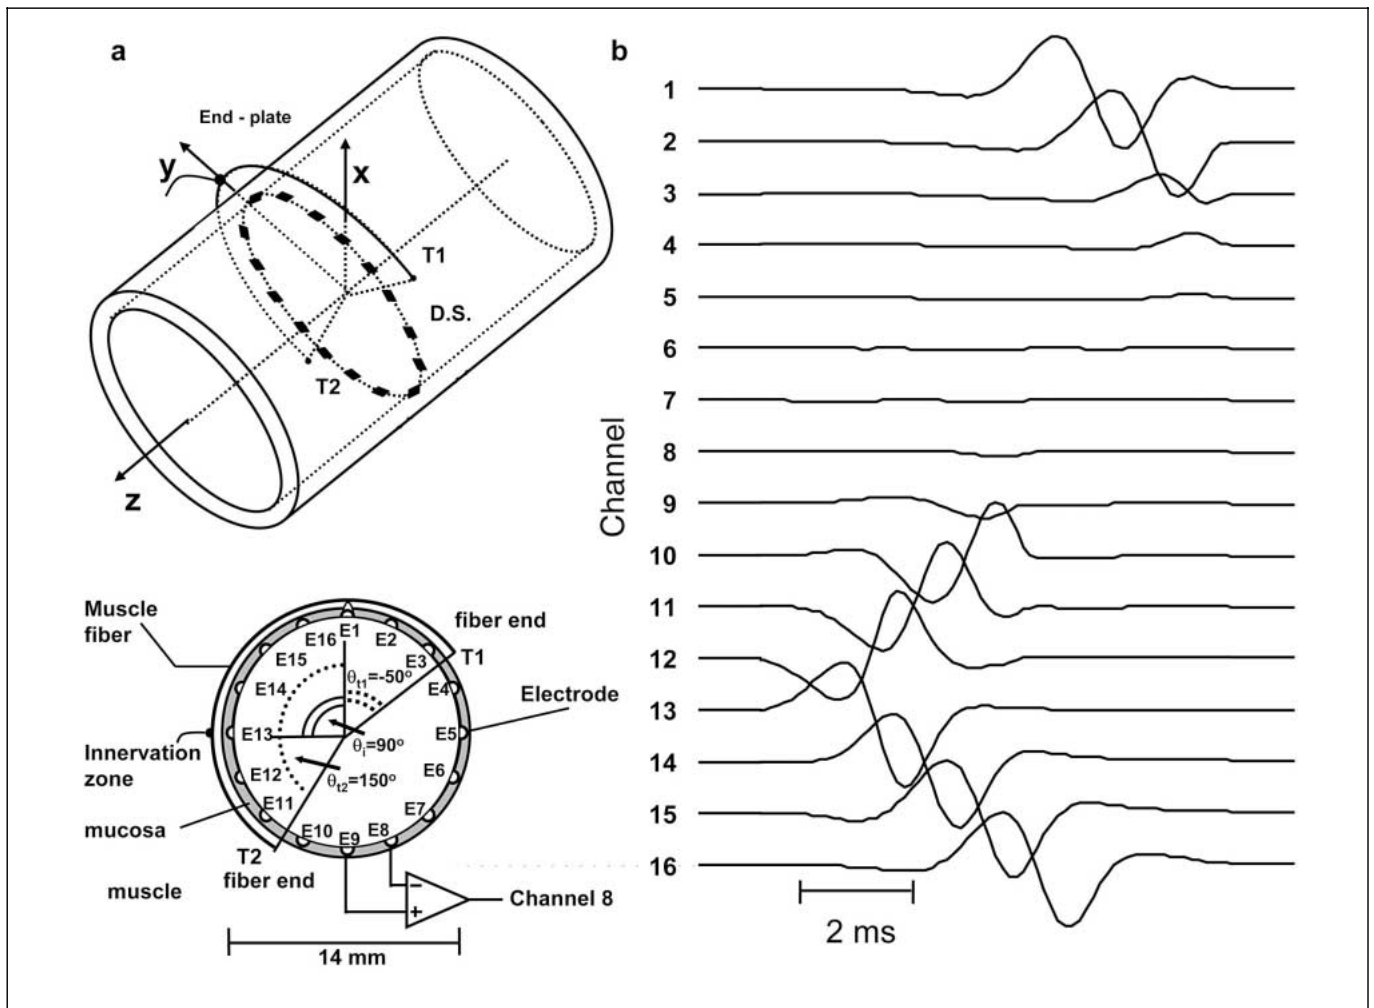 a
End - plate
y
x
T1
D.S.
T2
z
Muscle
fiber
fiber end
E1
E16
E2
E15
E3
T1
θt1=-50°
E14
E4
Electrode
E13
E5
Innervation
zone
θi=90°
E12
E6
θt2=150°
E11
E7
mucosa
E10
E9
E8
T2
fiber end
muscle
−
+
Channel 8
14 mm
b
Channel
1
2
3
4
5
6
7
8
9
10
11
12
13
14
15
16
2 ms